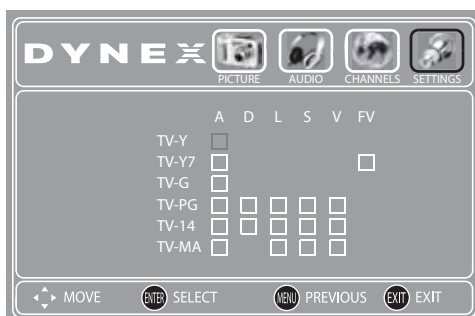 DYNEX
PICTURE AUDIO CHANNELS SETTINGS
A D L S V FV
TV-Y
TV-Y7
TV-G
TV-PG
TV-14
TV-MA
MOVE ENTER SELECT MENU PREVIOUS EXIT EXIT